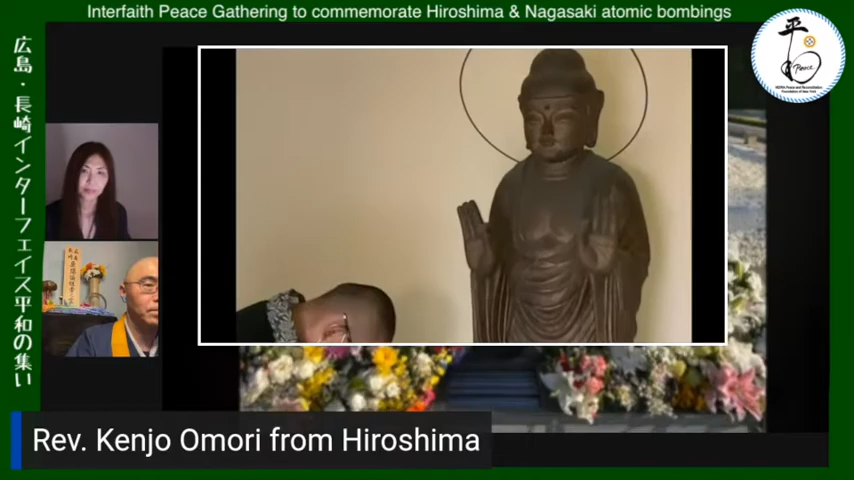 Interfaith Peace Gathering to commemorate Hiroshima & Nagasaki atomic bombings
広島・長崎インターフェイス平和の集い
平
Peace
Rev. Kenjo Omori from Hiroshima